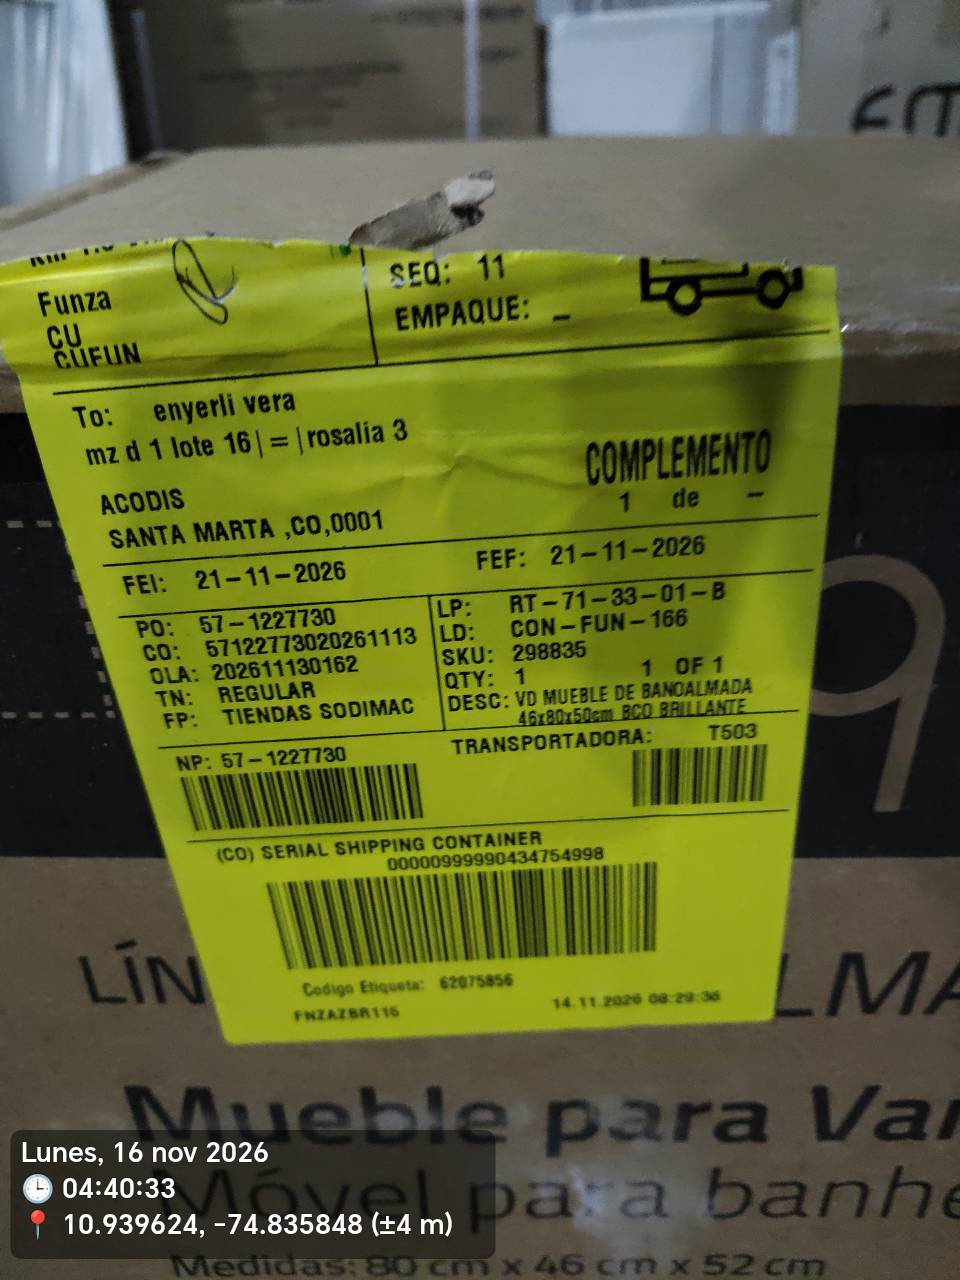 Funza
CU
CUFUN
SEQ: 11
EMPAQUE: _
To: enyerli vera
mz d 1 lote 16|=|rosalia 3
ACODIS
SANTA MARTA ,CO,0001
COMPLEMENTO
1 de -
FEI: 21-11-2026
FEF: 21-11-2026
PO: 57-1227730
CO: 57122773020261113
OLA: 202611130162
TN: REGULAR
FP: TIENDAS SODIMAC
LP: RT-71-33-01-B
LD: CON-FUN-166
SKU: 298835
QTY: 1 1 OF 1
DESC: VD MUEBLE DE BANOALMADA
46x80x50cm BCO BRILLANTE
NP: 57-1227730
TRANSPORTADORA: T503
(CO) SERIAL SHIPPING CONTAINER
00000999990434754998
Codigo Etiqueta: 62075856
FNZAZBR116
14.11.2026 08:29:36
Mueble para
Móvel para
Medidas: 80 cm x 46 cm x 52 cm
Lunes, 16 nov 2026
04:40:33
10.939624, -74.835848 (±4 m)